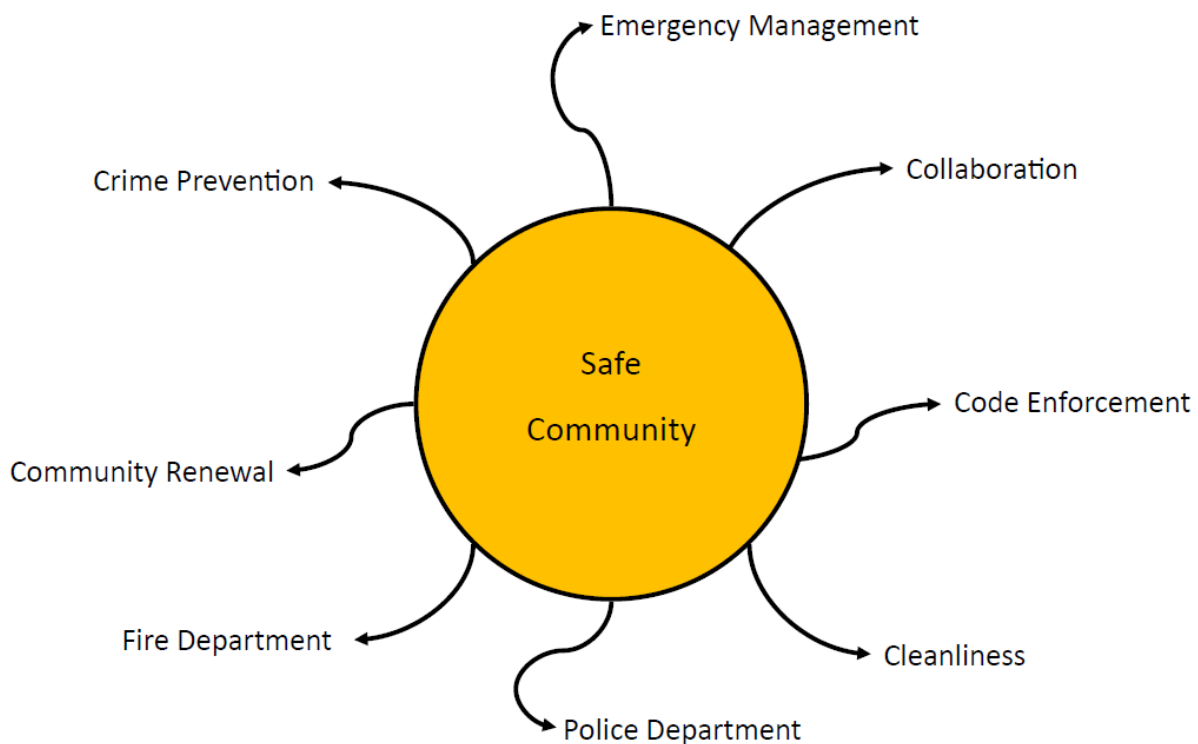 Emergency Management
Collaboration
Crime Prevention
Safe
Community
Code Enforcement
Community Renewal
Fire Department
Cleanliness
Police Department